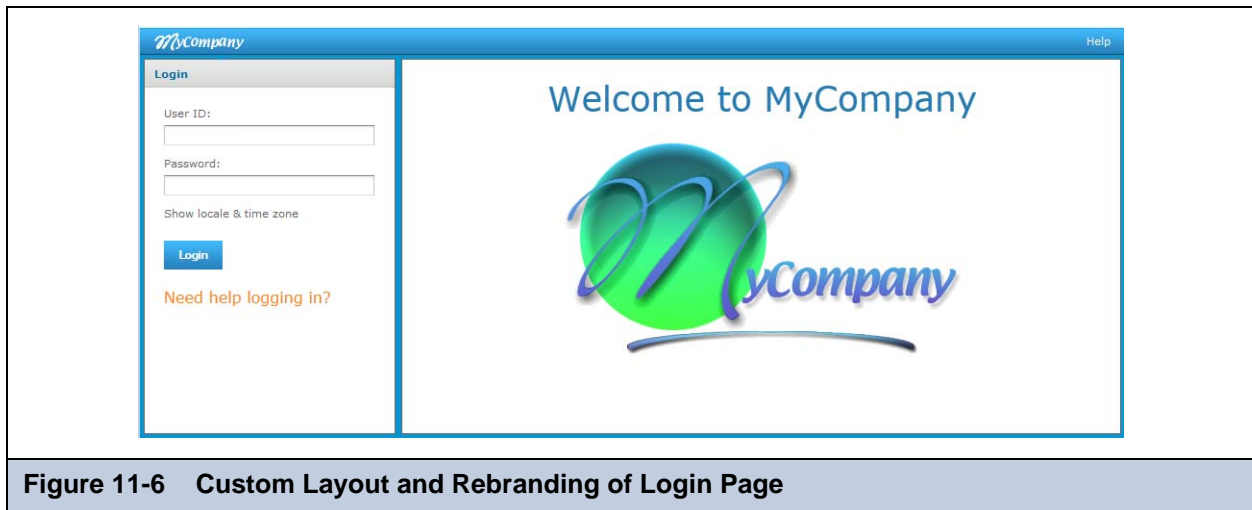 MyCompany
Help
Login
Welcome to MyCompany
User ID:
Password:
Show locale & time zone
Login
Need help logging in?
MyCompany
Figure 11-6 Custom Layout and Rebranding of Login Page